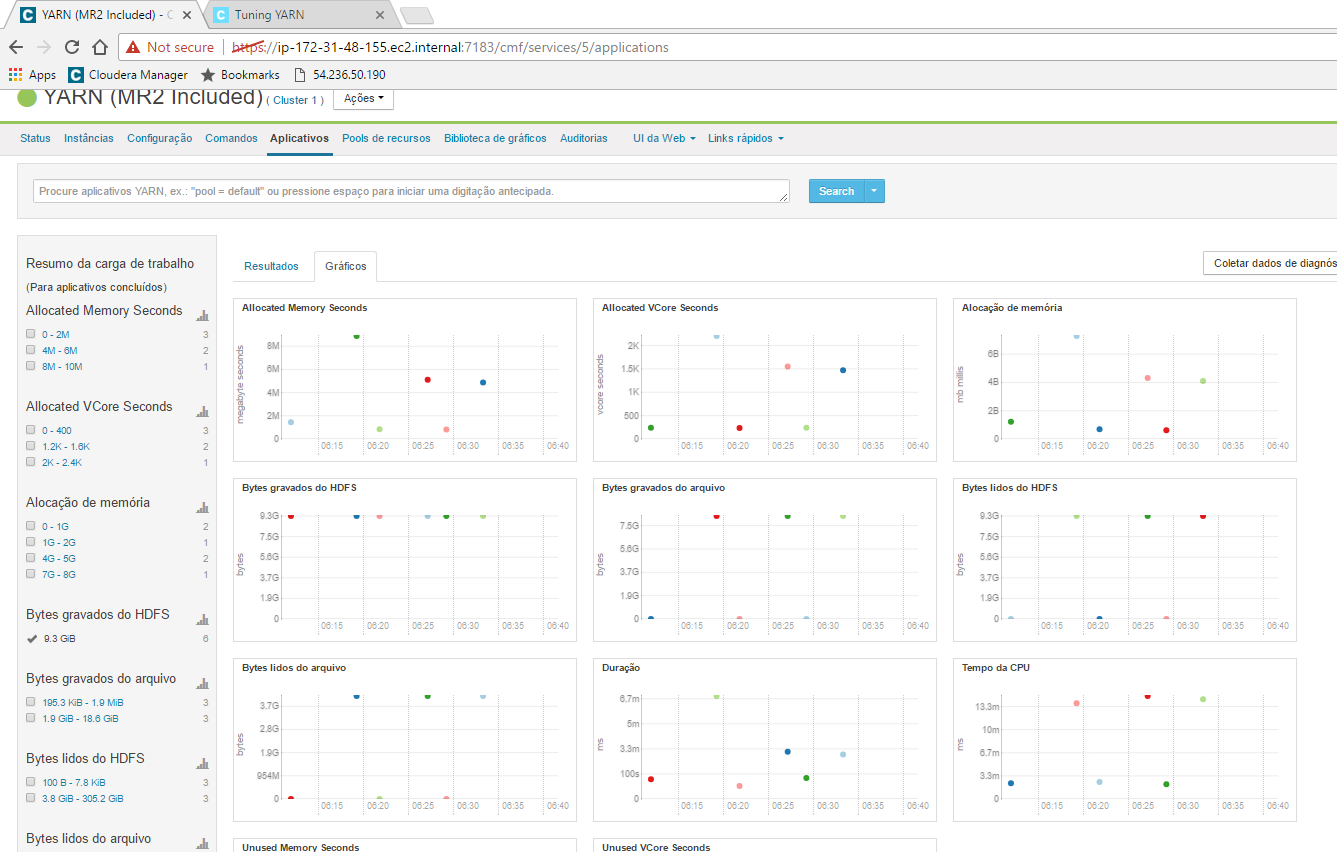 YARN (MR2 Included) - C
Tuning YARN
Not secure
https://ip-172-31-48-155.ec2.internal:7183/cmf/services/5/applications
Apps
Cloudera Manager
Bookmarks
54.236.50.190
YARN (MR2 Included) ( Cluster 1 )
Ações
Status Instâncias Configuração Comandos Aplicativos Pools de recursos Biblioteca de gráficos Auditorias UI da Web Links rápidos
Procure aplicativos YARN, ex.: "pool = default" ou pressione espaço para iniciar uma digitação antecipada.
Search
Resumo da carga de trabalho
(Para aplicativos concluídos)
Allocated Memory Seconds
0 - 2M 3
4M - 6M 2
8M - 10M 1
Allocated VCore Seconds
0 - 400 3
1.2K - 1.6K 2
2K - 2.4K 1
Alocação de memória
0 - 1G 2
1G - 2G 1
4G - 5G 2
7G - 8G 1
Bytes gravados do HDFS
9.3 GiB 6
Bytes gravados do arquivo
195.3 KiB - 1.9 MiB 3
1.9 GiB - 18.6 GiB 3
Bytes lidos do HDFS
100 B - 7.8 KiB 3
3.8 GiB - 305.2 GiB 3
Bytes lidos do arquivo
Resultados
Gráficos
Coletar dados de diagnós
Allocated Memory Seconds
megabyte seconds
8M
6M
4M
2M
0
06:15 06:20 06:25 06:30 06:35 06:40
Allocated VCore Seconds
vcore seconds
2K
1.5K
1K
500
0
06:15 06:20 06:25 06:30 06:35 06:40
Alocação de memória
mb millis
6B
4B
2B
0
06:15 06:20 06:25 06:30 06:35 06:40
Bytes gravados do HDFS
bytes
9.3G
7.5G
5.6G
3.7G
1.9G
0
06:15 06:20 06:25 06:30 06:35 06:40
Bytes gravados do arquivo
bytes
7.5G
5.6G
3.7G
1.9G
0
06:15 06:20 06:25 06:30 06:35 06:40
Bytes lidos do HDFS
bytes
9.3G
7.5G
5.6G
3.7G
1.9G
0
06:15 06:20 06:25 06:30 06:35 06:40
Bytes lidos do arquivo
bytes
3.7G
2.8G
1.9G
954M
0
06:15 06:20 06:25 06:30 06:35 06:40
Duração
ms
6.7m
5m
3.3m
100s
0
06:15 06:20 06:25 06:30 06:35 06:40
Tempo da CPU
ms
13.3m
10m
6.7m
3.3m
0
06:15 06:20 06:25 06:30 06:35 06:40
Unused Memory Seconds
Unused VCore Seconds